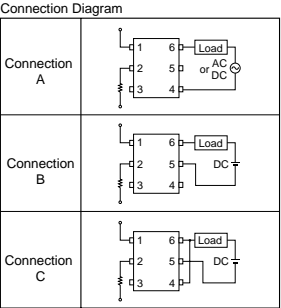 Connection Diagram
Connection
A
1 6 Load
2 5 or AC
DC
3 4
Connection
B
1 6 Load
2 5 DC
3 4
Connection
C
1 6 Load
2 5 DC
3 4